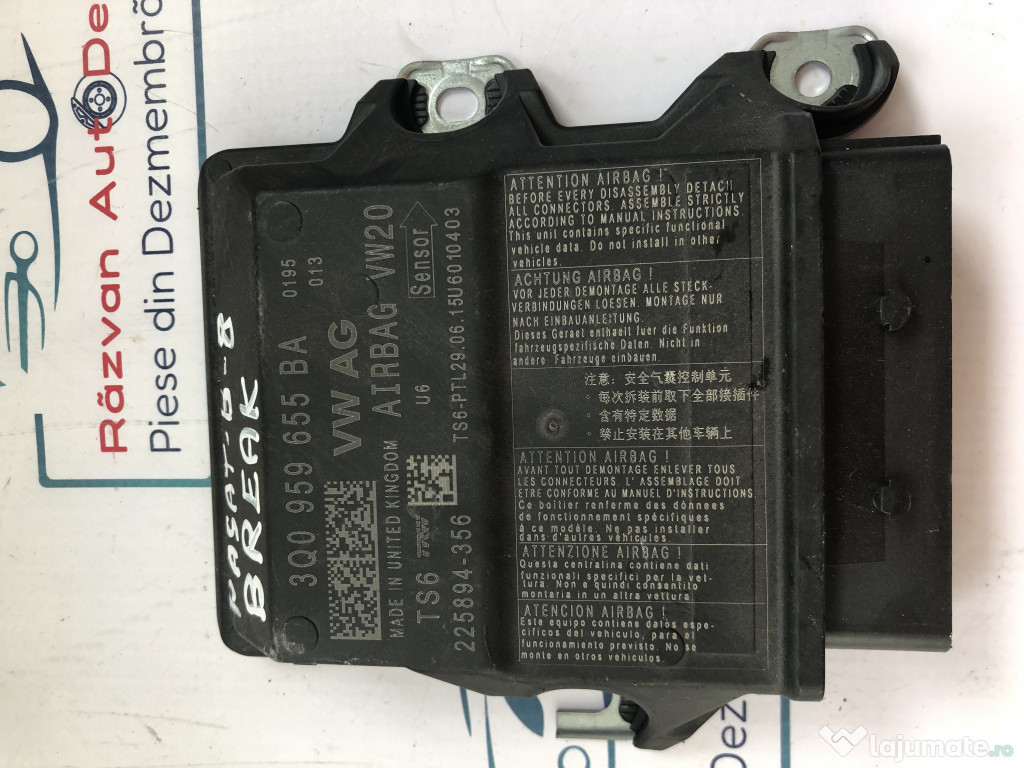 Răzvan Aut De
Piese din Dezmembră
PASAT-B-8
BREAK
3Q0 959 655 BA
0195
013
VW AG
AIRBAG VW20
Sensor
MADE IN UNITED KINGDOM
U6
TS6 TRW
TS6-PTL29.06.15U6010403
225894-356
ATTENTION AIRBAG !
BEFORE EVERY DISASSEMBLY DETACH
ALL CONNECTORS. ASSEMBLE STRICTLY
ACCORDING TO MANUAL INSTRUCTIONS.
This unit contains specific
vehicle data. Do not install in other
vehicles.
ACHTUNG AIRBAG !
VOR JEDER DEMONTAGE ALLE STECK-
VERBINDUNGEN LOESEN. MONTAGE NUR
NACH EINBAUANLEITUNG.
Dieses Geraet enthaelt fuer die Funktion
fahrzeugspezifische Daten. Nicht in
andere Fahrzeuge einbauen.
注意: 安全气囊控制单元
。每次拆装前取下全部接插件
。含有特定数据
。禁止安装在其他车辆上
ATTENTION AIRBAG !
AVANT TOUT DEMONTAGE ENLEVER TOUS
LES CONNECTEURS. L' ASSEMBLAGE DOIT
ETRE CONFORME AU MANUEL D'INSTRUCTIONS
Ce boitier renferme des données
de fonctionnement spécifiques
à ce modèle. Ne pas installer
dans d'autres véhicules.
ATTENZIONE AIRBAG !
Questa centralina contiene dati
funzionali specifici per la vet-
tura. Non e quindi consentito
montarla in un altra vettura
ATENCION AIRBAG !
Este equipo contiene datos espe-
cificos del vehiculo, para el
funcionamiento previsto. No se
monte en otros vehiculos
lajumate.ro